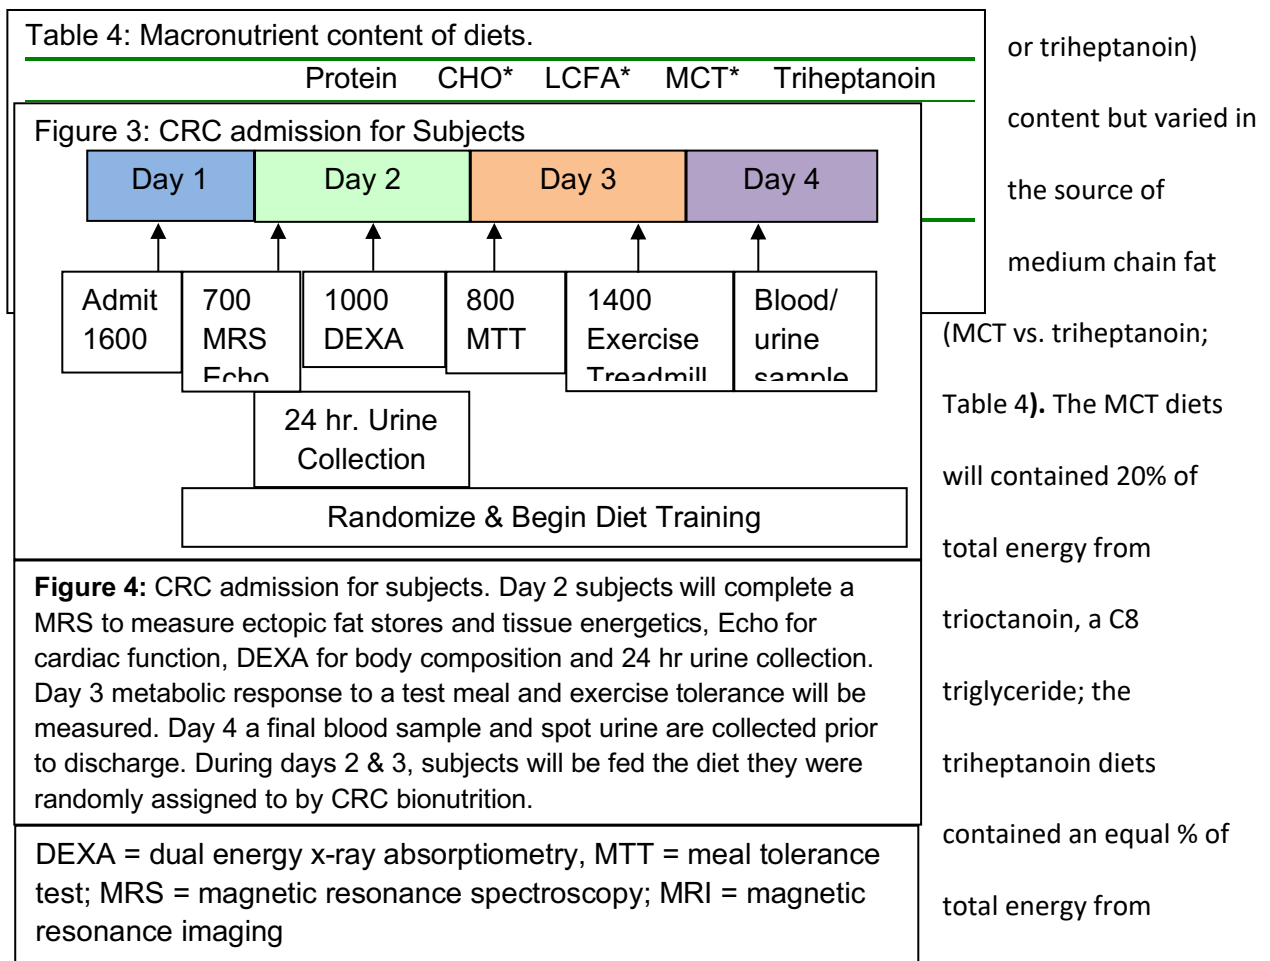 Table 4: Macronutrient content of diets.
Protein CHO* LCFA* MCT* Triheptanoin
Figure 3: CRC admission for Subjects
Day 1 Day 2 Day 3 Day 4
Admit
1600
700
MRS
Echo
1000
DEXA
800
MTT
1400
Exercise
Treadmill
Blood/
urine
sample
24 hr. Urine
Collection
Randomize & Begin Diet Training
Figure 4: CRC admission for subjects. Day 2 subjects will complete a
MRS to measure ectopic fat stores and tissue energetics, Echo for
cardiac function, DEXA for body composition and 24 hr urine collection.
Day 3 metabolic response to a test meal and exercise tolerance will be
measured. Day 4 a final blood sample and spot urine are collected prior
to discharge. During days 2 & 3, subjects will be fed the diet they were
randomly assigned to by CRC bionutrition.
DEXA = dual energy x-ray absorptiometry, MTT = meal tolerance
test; MRS = magnetic resonance spectroscopy; MRI = magnetic
resonance imaging
or triheptanoin)
content but varied in
the source of
medium chain fat
(MCT vs. triheptanoin;
Table 4). The MCT diets
will contained 20% of
total energy from
trioctanoin, a C8
triglyceride; the
triheptanoin diets
contained an equal % of
total energy from